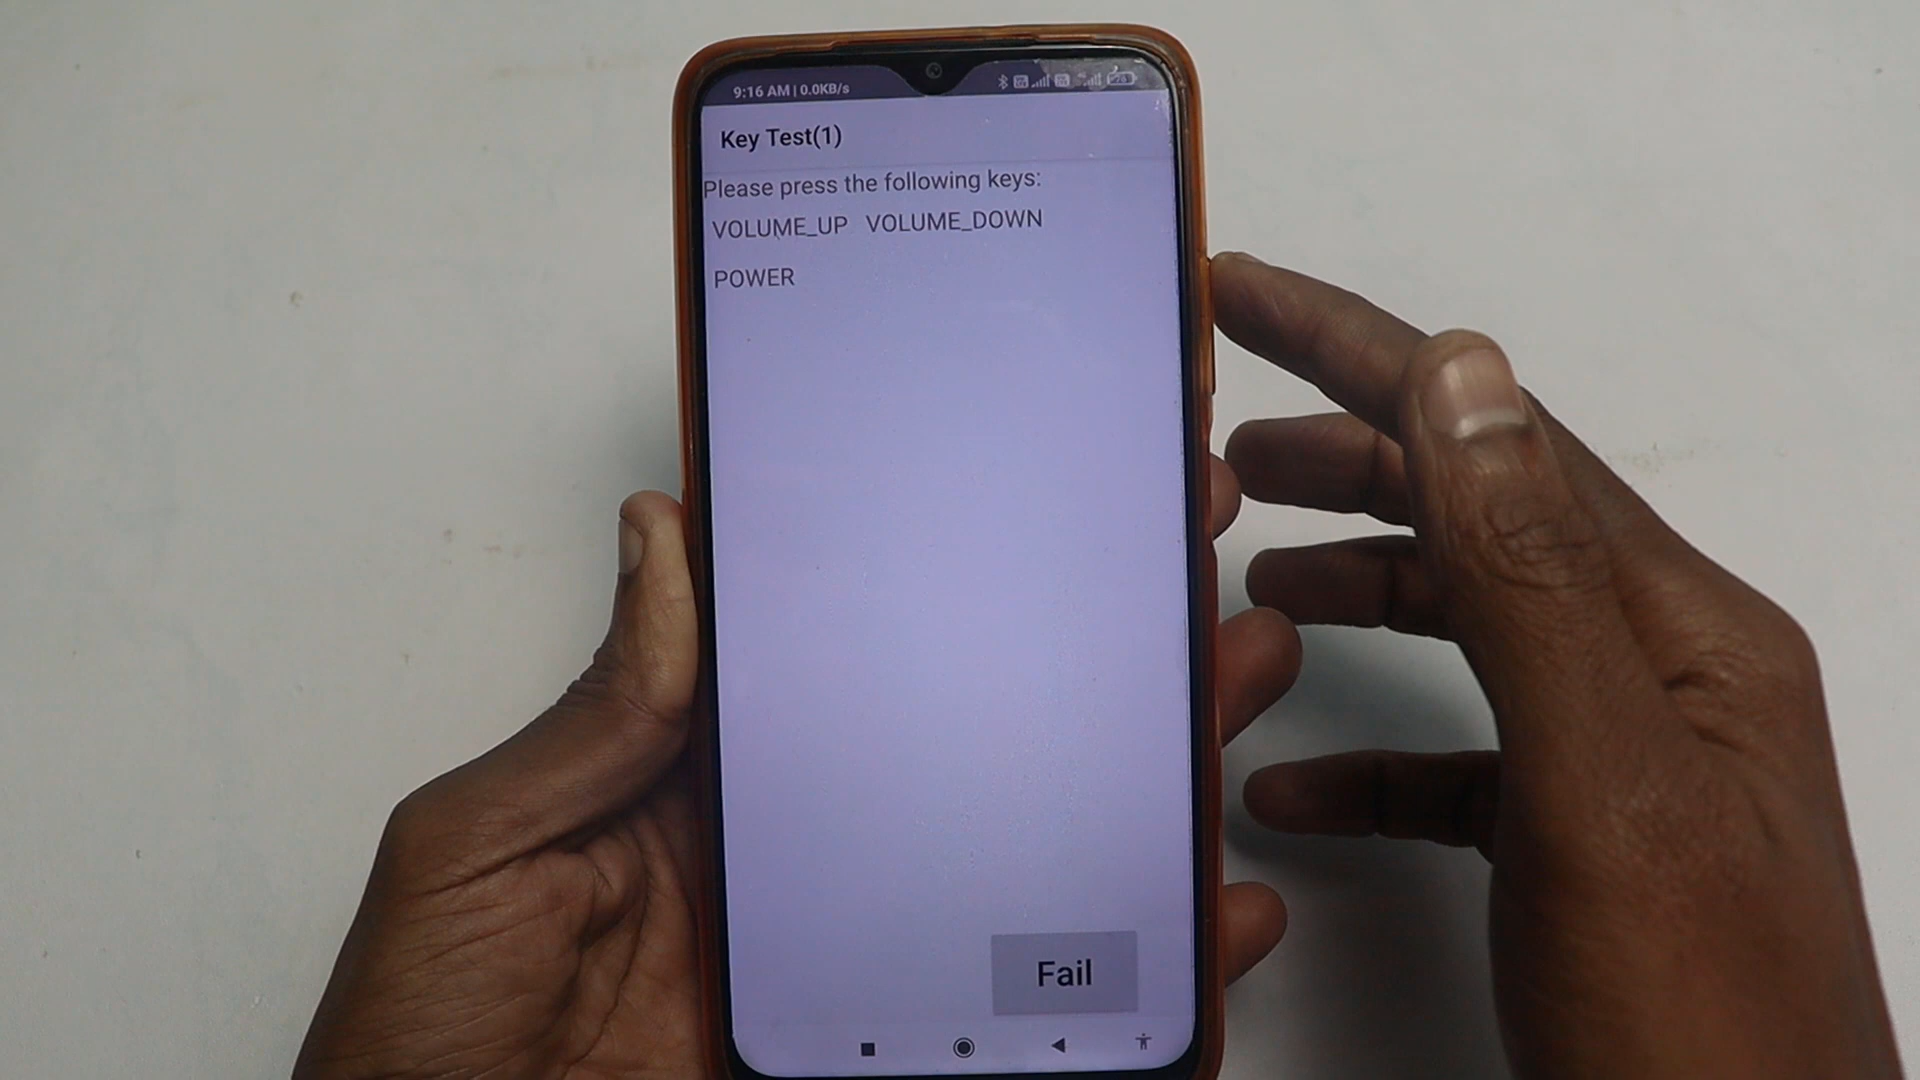 9:16 AM | 0.0KB/s
Key Test(1)
Please press the following keys:
VOLUME_UP VOLUME_DOWN
POWER
Fail